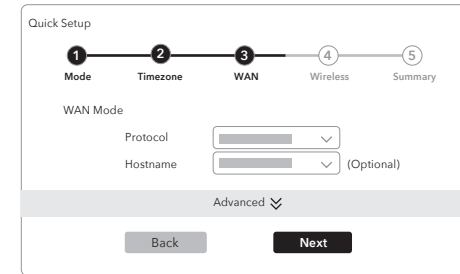 Quick Setup
1 2 3 4 5
Mode Timezone WAN Wireless Summary
WAN Mode
Protocol
Hostname (Optional)
Advanced
Back Next